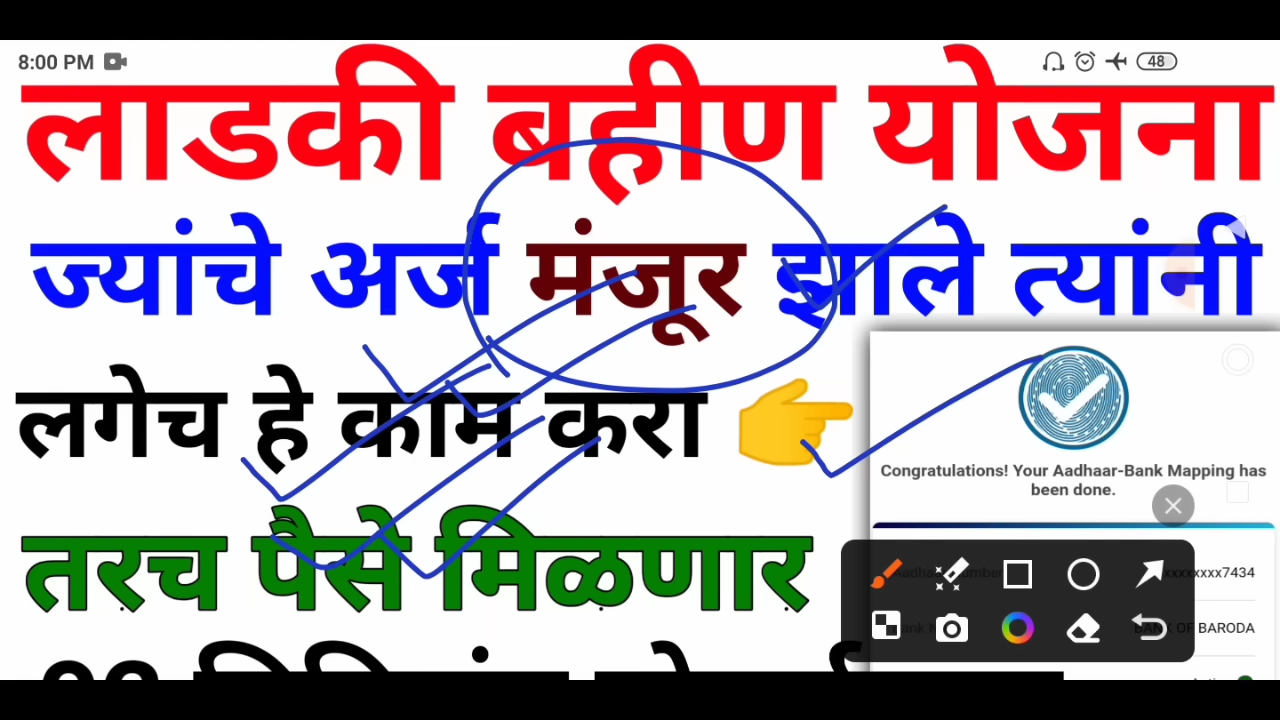 8:00 PM
48
लाडकी बहीण योजना
ज्यांचे अर्ज मंजूर झाले त्यांनी
लगेच हे काम करा 👉
तरच पैसे मिळणार
Congratulations! Your Aadhaar-Bank Mapping has
been done.
xxxxxxxx7434
BANK OF BARODA